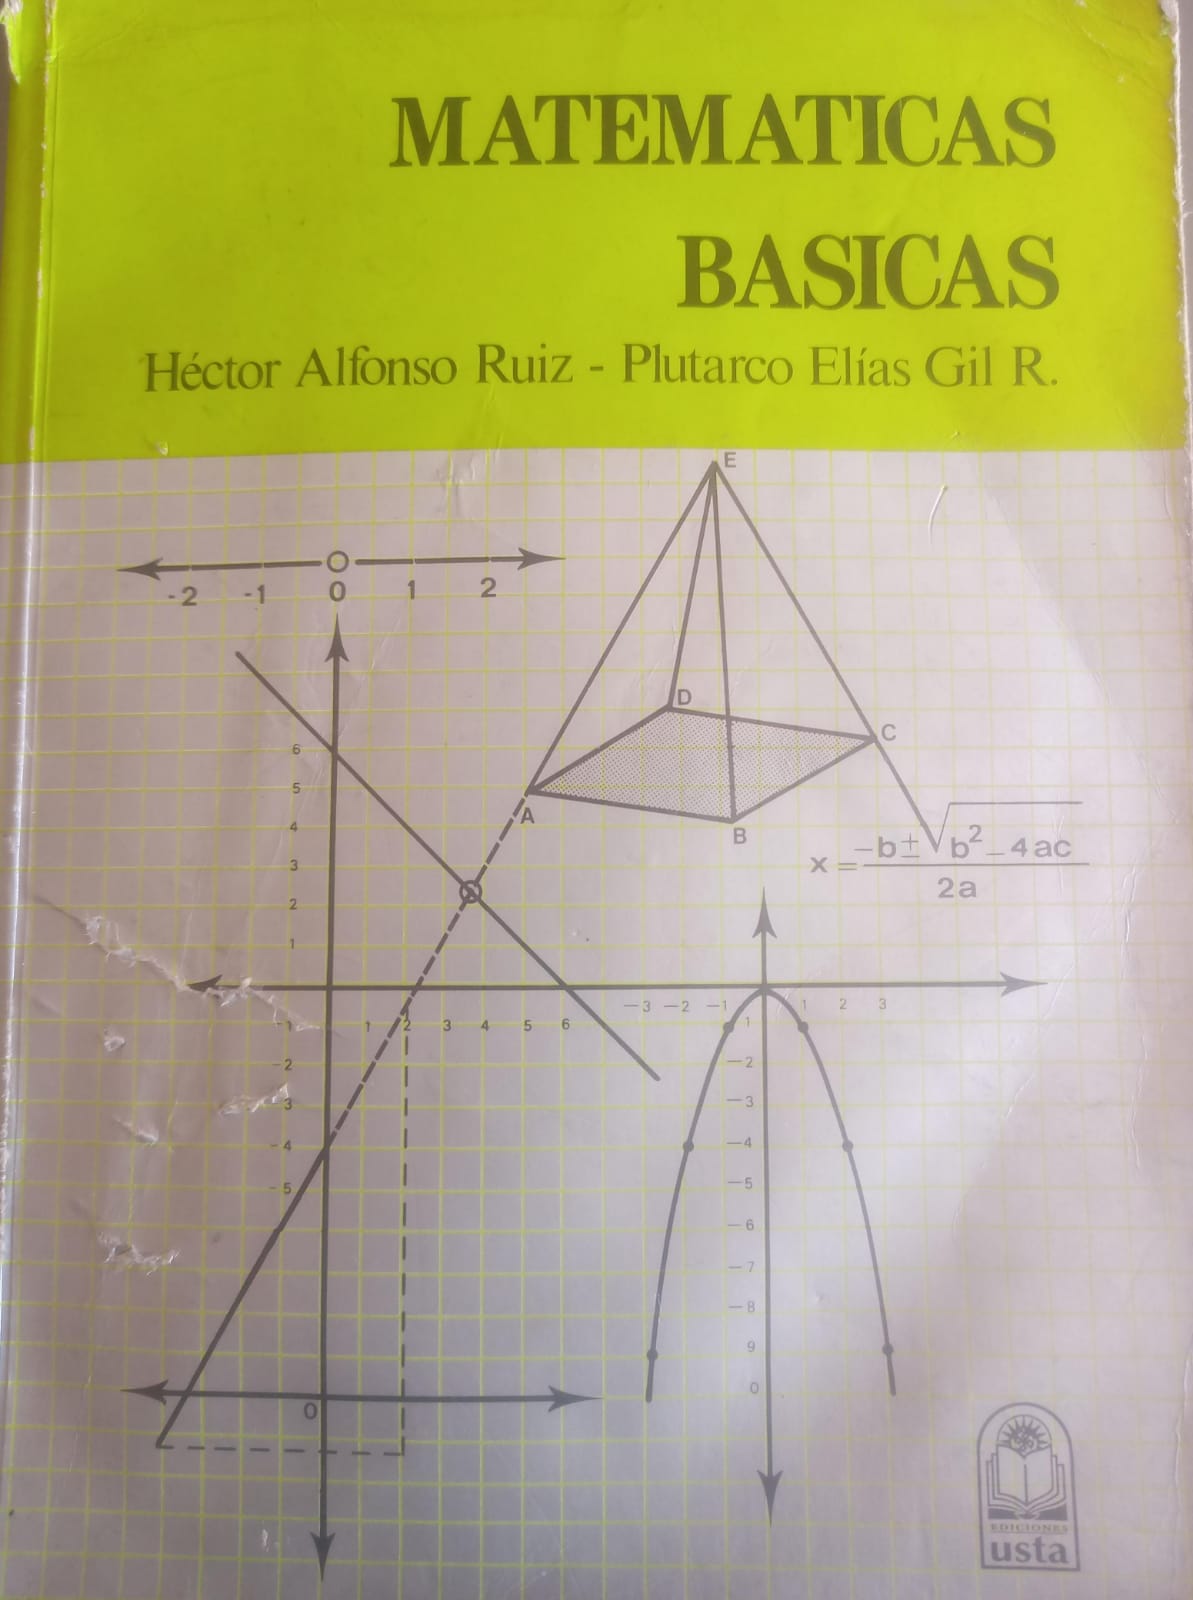 MATEMATICAS
BASICAS
Héctor Alfonso Ruiz - Plutarco Elías Gil R.
E
-2 -1 0 1 2
D
C
6
5
A
4
B
3
2
1
x = -b ± √b² - 4ac
2a
-3 -2 -1 1 2 3
-1 1 2 3 4 5 6
1
-2
-2
-3
-3
-4
-4
-5
-5
-6
-7
-8
9
0
0
EDICIONES
usta